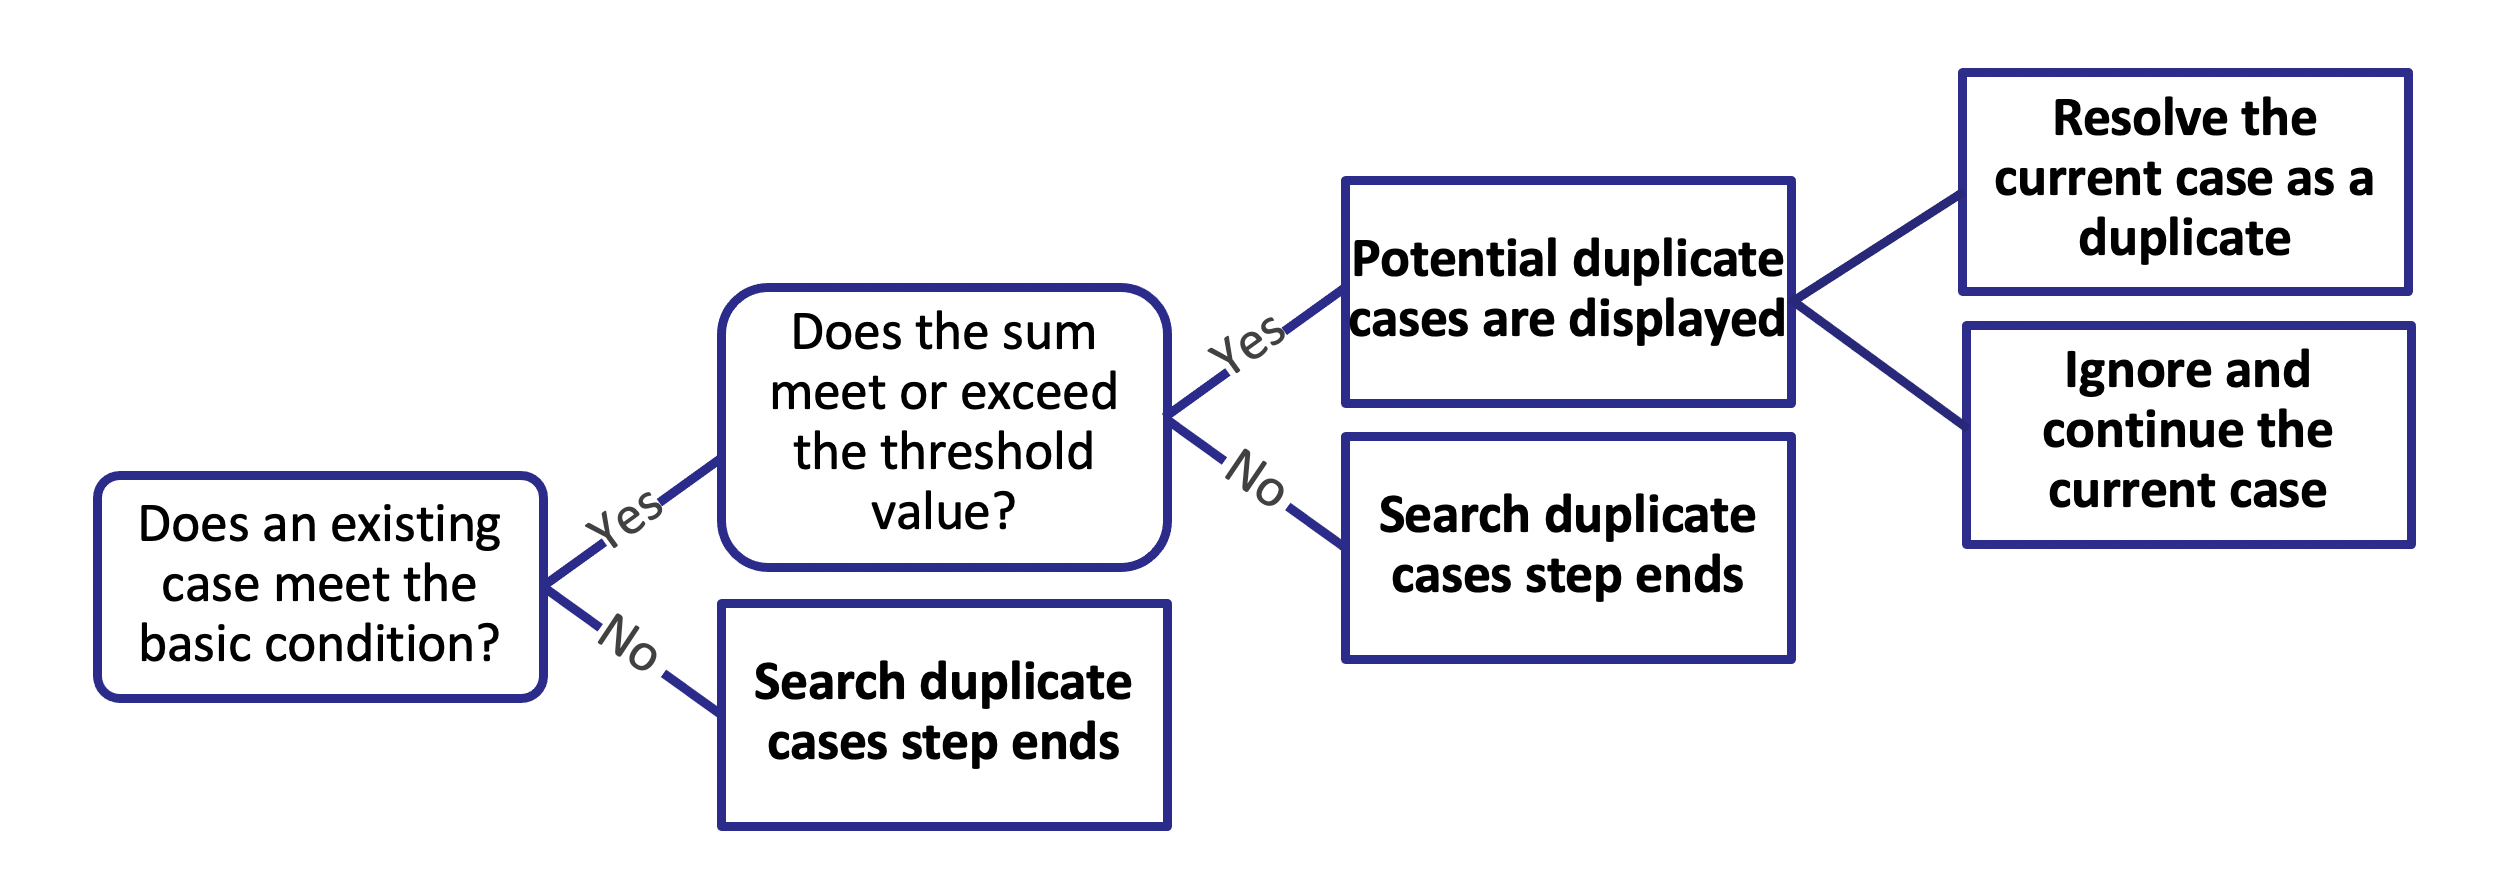 Does an existing
case meet the
basic condition?
Yes
No
Does the sum
meet or exceed
the threshold
value?
Search duplicate
cases step ends
Yes
No
Potential duplicate
cases are displayed
Search duplicate
cases step ends
Resolve the
current case as a
duplicate
Ignore and
continue the
current case